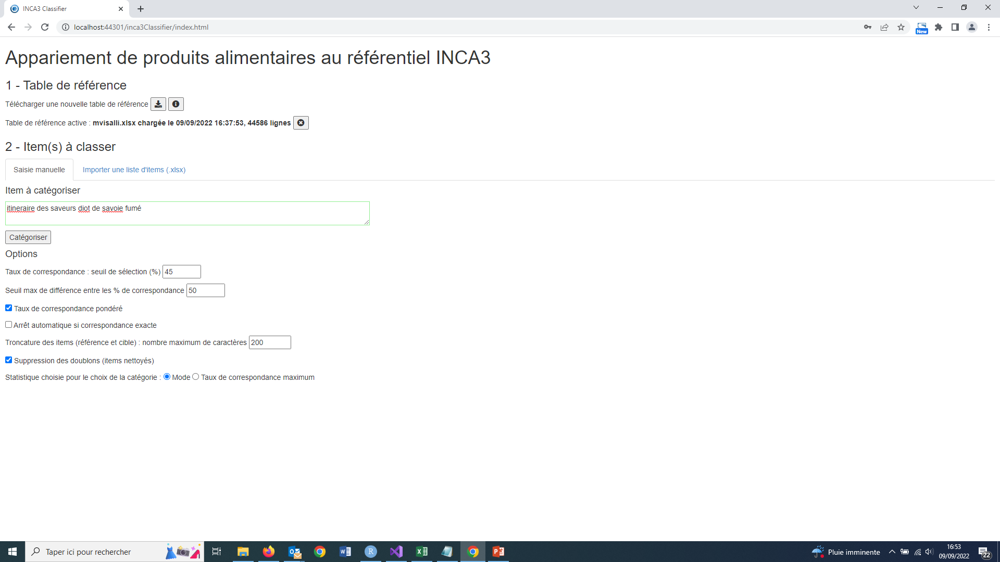 INCA3 Classifier
localhost:44301/inca3Classifier/index.html
New
Appariement de produits alimentaires au référentiel INCA3
1 - Table de référence
Télécharger une nouvelle table de référence
Table de référence active : mvisalli.xlsx chargée le 09/09/2022 16:37:53, 44586 lignes
2 - Item(s) à classer
Saisie manuelle Importer une liste d'items (.xlsx)
Item à catégoriser
itineraire des saveurs diot de savoie fumé
Catégoriser
Options
Taux de correspondance : seuil de sélection (%) 45
Seuil max de différence entre les % de correspondance 50
Taux de correspondance pondéré
Arrêt automatique si correspondance exacte
Troncature des items (référence et cible) : nombre maximum de caractères 200
Suppression des doublons (items nettoyés)
Statistique choisie pour le choix de la catégorie : Mode Taux de correspondance maximum
Taper ici pour rechercher
Pluie imminente
16:53
09/09/2022
22